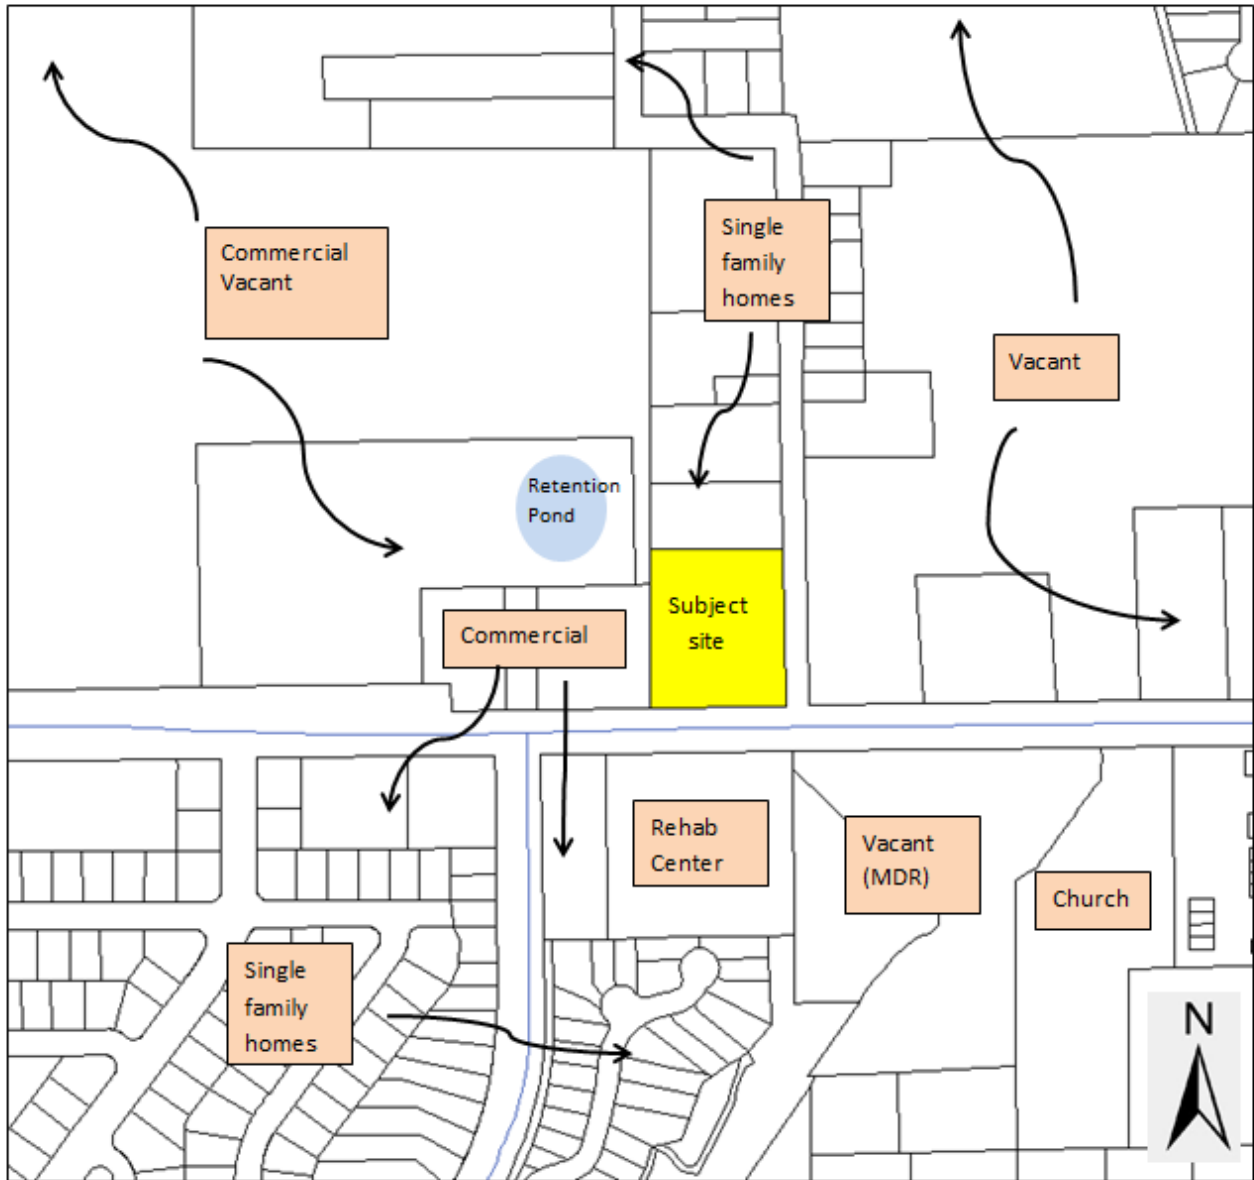 Commercial
Vacant
Single
family
homes
Vacant
Retention
Pond
Subject
site
Commercial
Rehab
Center
Vacant
(MDR)
Church
Single
family
homes
N